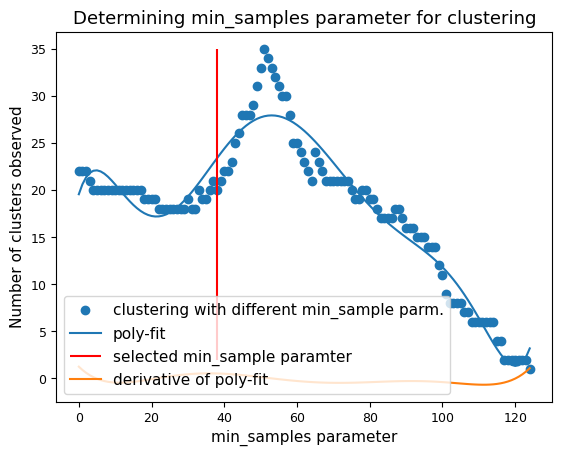 Determining min_samples parameter for clustering
Number of clusters observed
35
30
25
20
15
10
5
0
clustering with different min_sample parm.
poly-fit
selected min_sample paramter
derivative of poly-fit
0 20 40 60 80 100 120
min_samples parameter